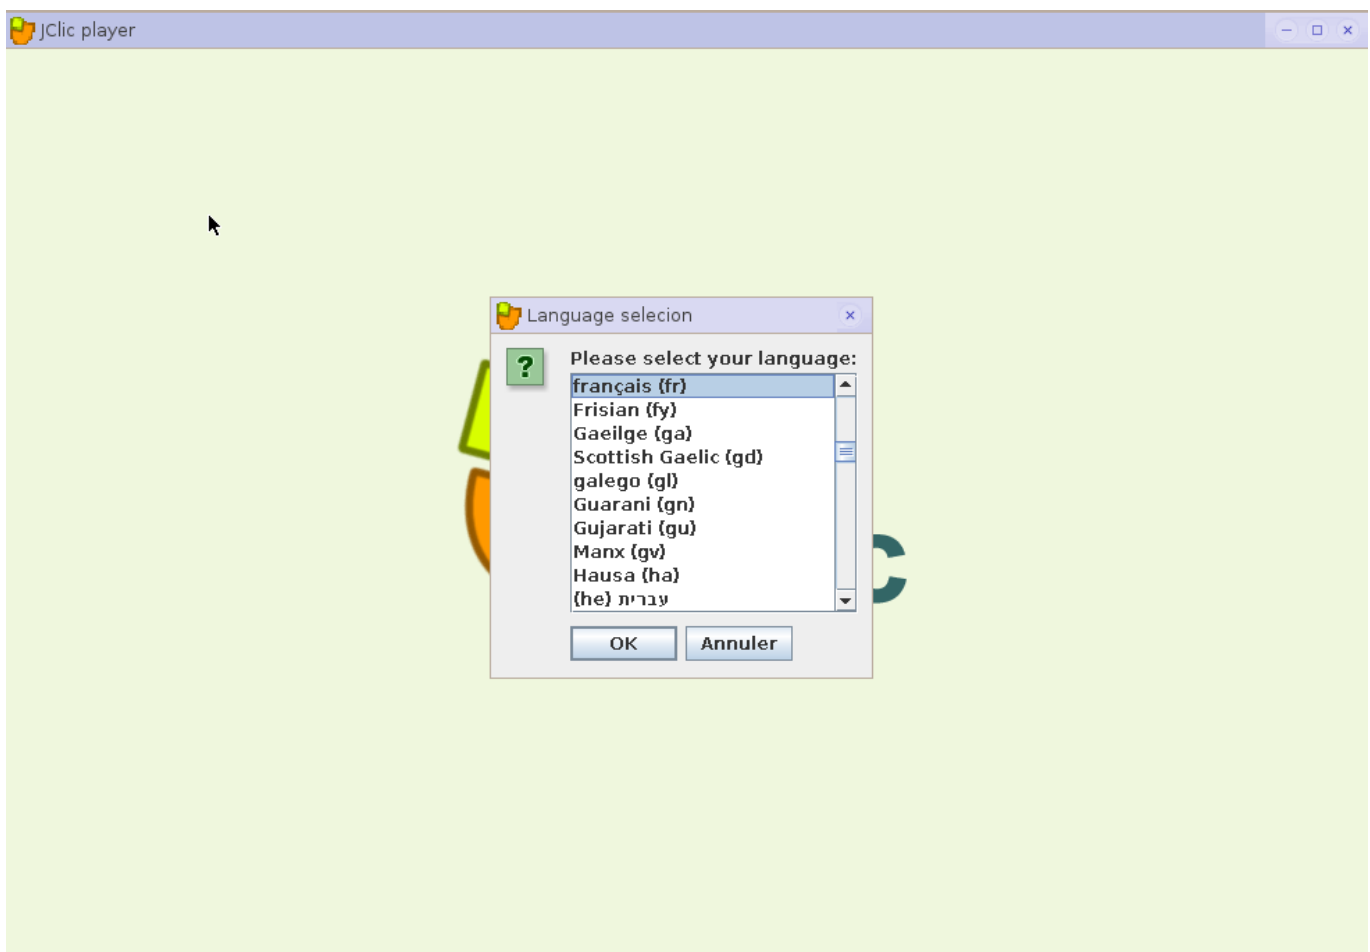 JClic player
Language selecion
?
Please select your language:
français (fr)
Frisian (fy)
Gaeilge (ga)
Scottish Gaelic (gd)
galego (gl)
Guarani (gn)
Gujarati (gu)
Manx (gv)
Hausa (ha)
עברית (he)
OK
Annuler
c